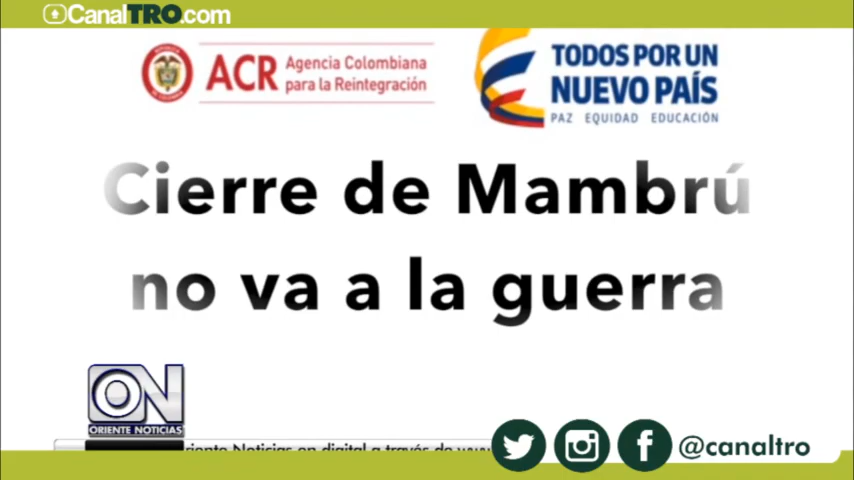 CanalTRO.com
ACR
Agencia Colombiana
para la Reintegración
TODOS POR UN
NUEVO PAÍS
PAZ EQUIDAD EDUCACIÓN
Cierre de Mambrú
no va a la guerra
ON
ORIENTE NOTICIAS
Noticias en digital a través de
@canaltro